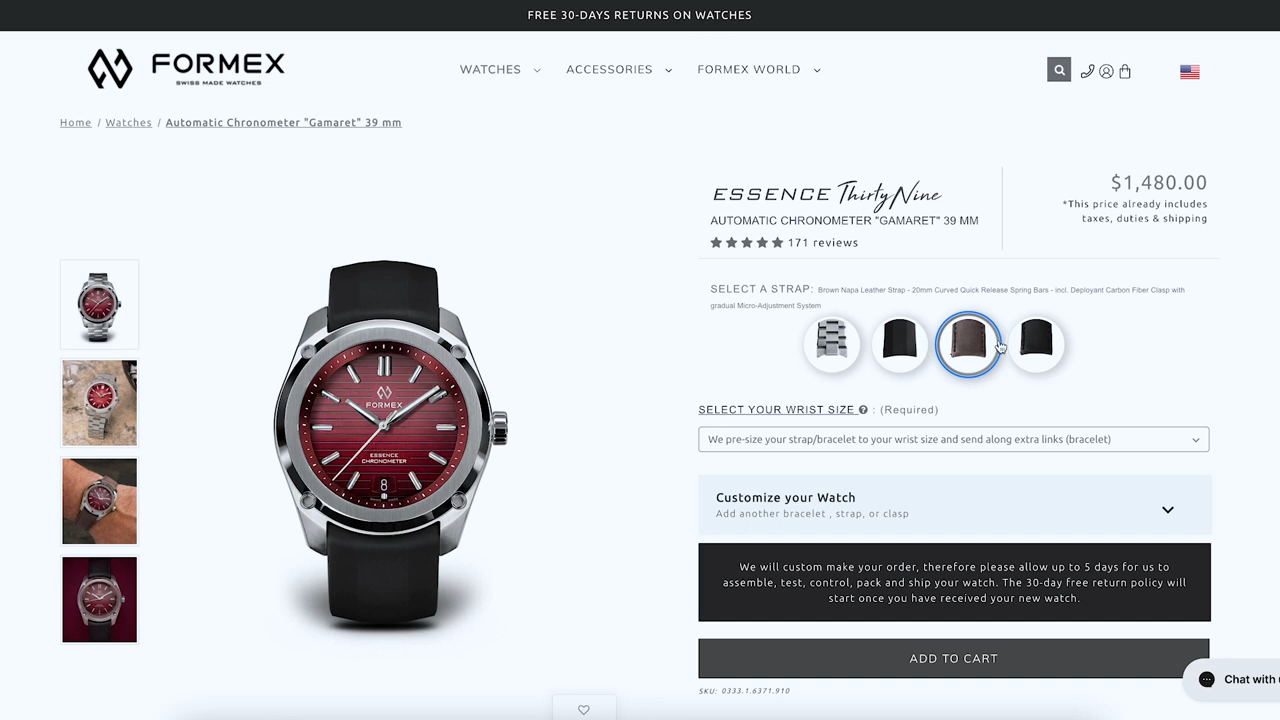 FREE 30-DAYS RETURNS ON WATCHES
FORMEX
SWISS MADE WATCHES
WATCHES
ACCESSORIES
FORMEX WORLD
Home / Watches / Automatic Chronometer "Gamaret" 39 mm
ESSENCE ThirtyNine
AUTOMATIC CHRONOMETER "GAMARET" 39 MM
171 reviews
$1,480.00
*This price already includes
taxes, duties & shipping
SELECT A STRAP: Brown Napa Leather Strap - 20mm Curved Quick Release Spring Bars - incl. Deployant Carbon Fiber Clasp with
gradual Micro-Adjustment System
FORMEX
ESSENCE
CHRONOMETER
8
SELECT YOUR WRIST SIZE ? : (Required)
We pre-size your strap/bracelet to your wrist size and send along extra links (bracelet)
Customize your Watch
Add another bracelet , strap, or clasp
We will custom make your order, therefore please allow up to 5 days for us to
assemble, test, control, pack and ship your watch. The 30-day free return policy will
start once you have received your new watch.
ADD TO CART
SKU: 0333.1.6371.910
Chat with